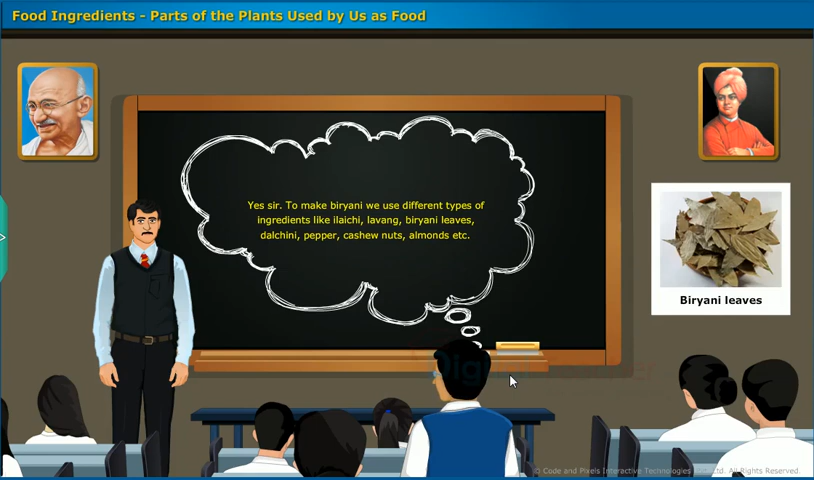 Food Ingredients - Parts of the Plants Used by Us as Food
Yes sir. To make biryani we use different types of
ingredients like ilaichi, lavang, biryani leaves,
dalchini, pepper, cashew nuts, almonds etc.
Biryani leaves
© Code and Pixels Interactive Technologies Ltd. All Rights Reserved.